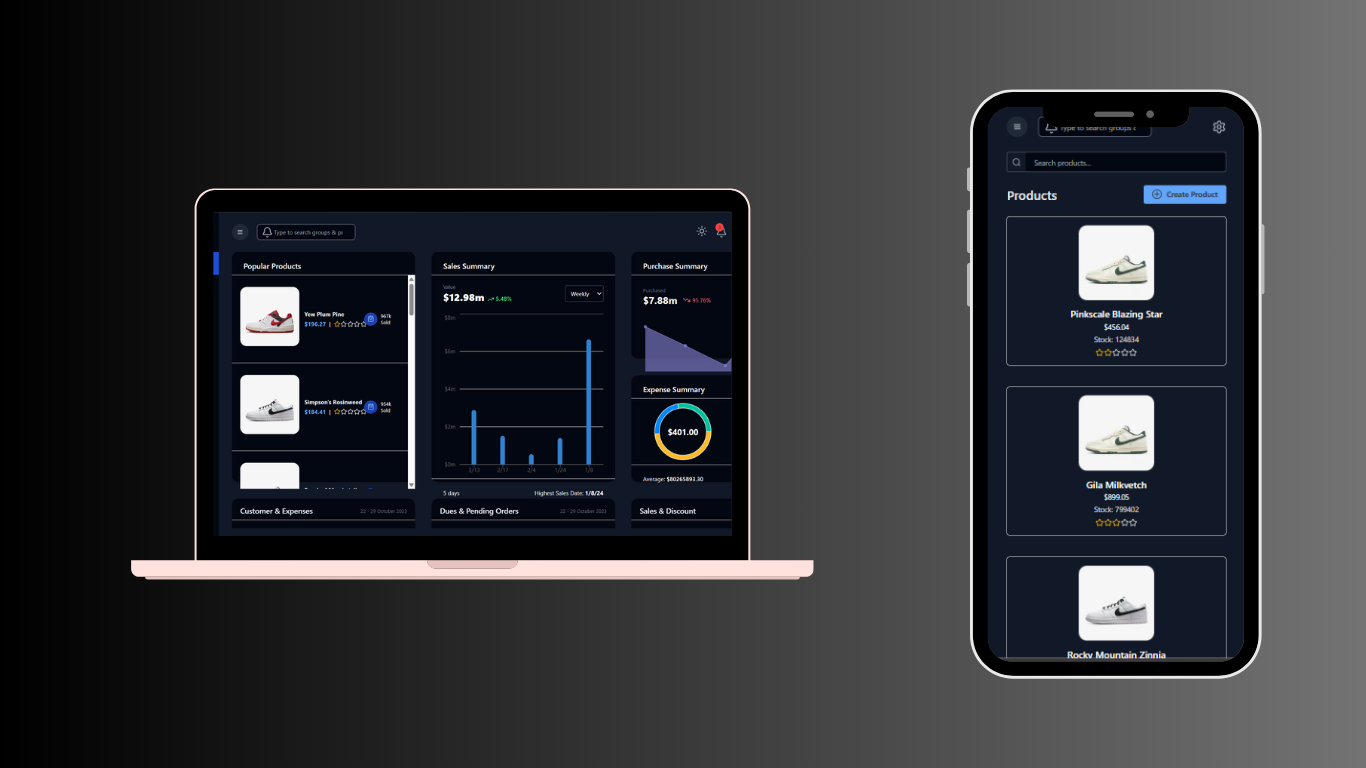 Type to search groups & pr
Popular Products
Yew Plum Pine
$196.27 |
967k
Sold
Simpson's Rosinweed
$184.41 |
954k
Sold
Sales Summary
Value
$12.98m 5.48%
Weekly
$8m
$6m
$4m
$2m
$0m
2/17
2/4
1/24
1/8
5 days
Highest Sales Date: 1/8/24
Purchase Summary
Purchased
$7.88m 95.76%
Expense Summary
$401.00
Average: $80265893.30
Customer & Expenses
22 - 29 October 2023
Dues & Pending Orders
22 - 29 October 2023
Sales & Discount
Type to search groups &
Search products...
Products
Create Product
Pinkscale Blazing Star
$456.04
Stock: 124834
Gila Milkvetch
$899.05
Stock: 799402
Rocky Mountain Zinnia